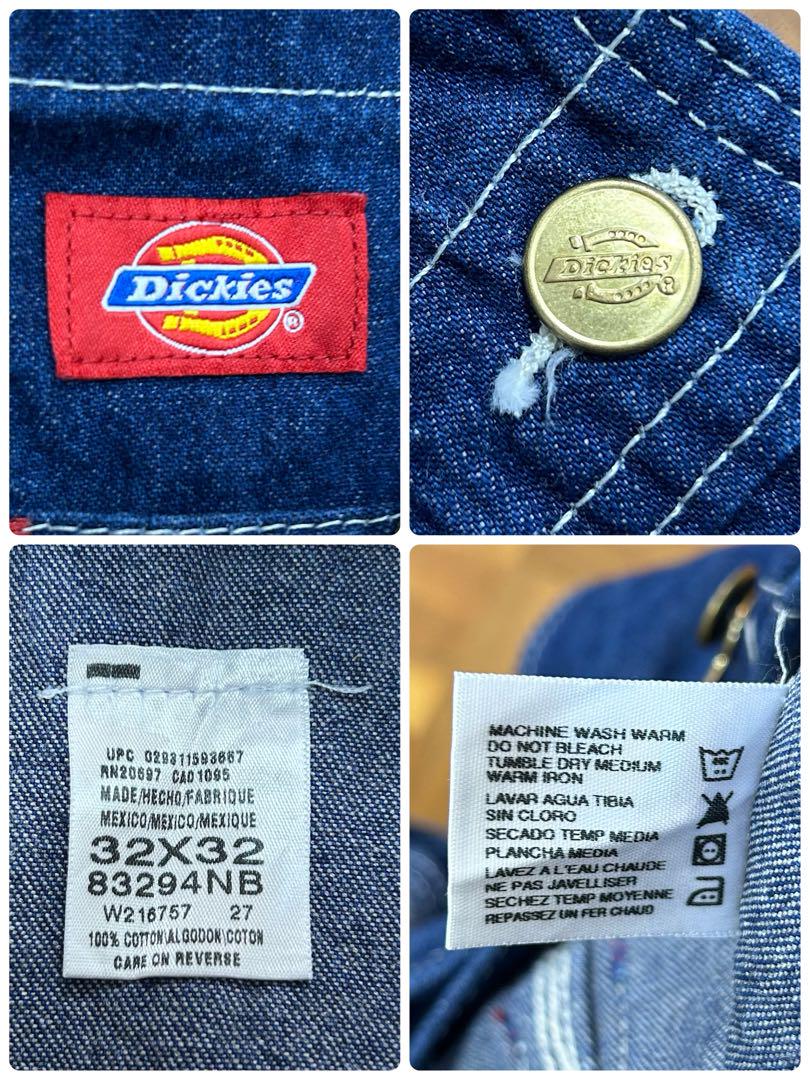 Dickies
®
Dickies
®
UPC 029311593667
RN20697 CA01095
MADE/HECHO/FABRIQUE
MEXICO/MEXICO/MEXIQUE
32X32
83294NB
W216757 27
100% COTTON\ALGODON\COTON
CARE ON REVERSE
MACHINE WASH WARM
DO NOT BLEACH
TUMBLE DRY MEDIUM
WARM IRON
LAVAR AGUA TIBIA
SIN CLORO
SECADO TEMP MEDIA
PLANCHA MEDIA
LAVEZ A L'EAU CHAUDE
NE PAS JAVELLISER
SECHEZ TEMP MOYENNE
REPASSEZ UN FER CHAUD